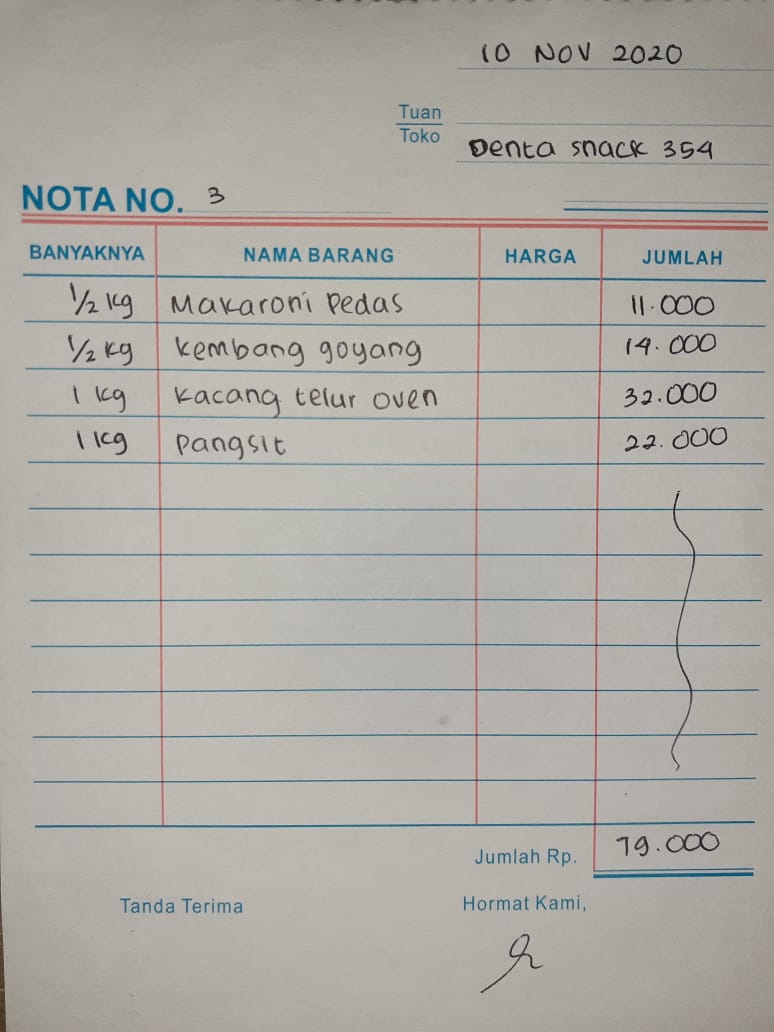 10 NOV 2020
Tuan
Toko
Denta snack 354
NOTA NO. 3
BANYAKNYA NAMA BARANG HARGA JUMLAH
1/2 kg Makaroni Pedas 11.000
1/2 kg kembang goyang 14.000
1 kg kacang telur oven 32.000
1 kg pangsit 22.000
Jumlah Rp. 79.000
Tanda Terima Hormat Kami,